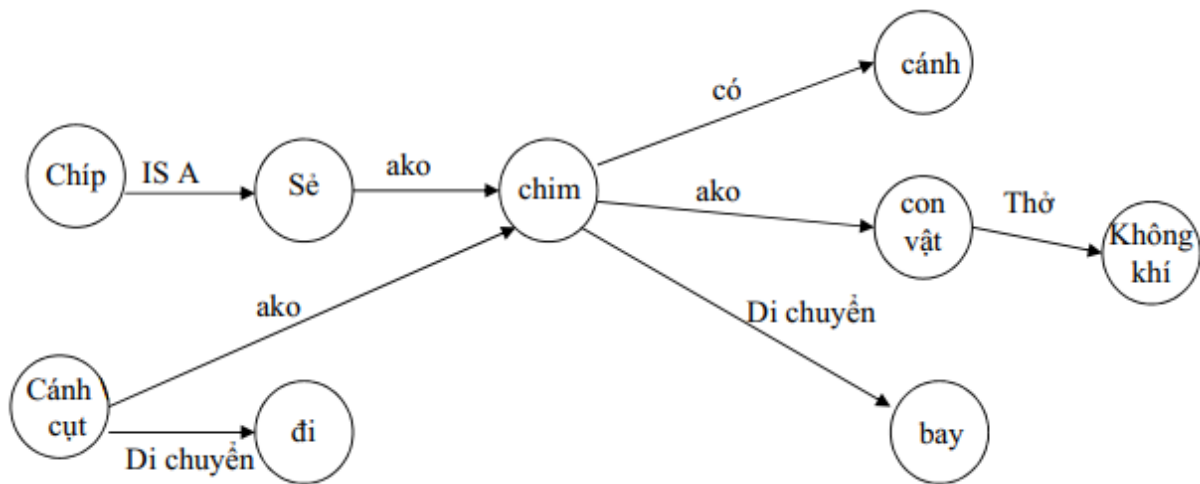 cánh
có
Chíp
IS A
Sẻ
ako
chim
ako
con
vật
Thở
Không
khí
ako
Di chuyển
Cánh
cụt
Di chuyển
đi
bay